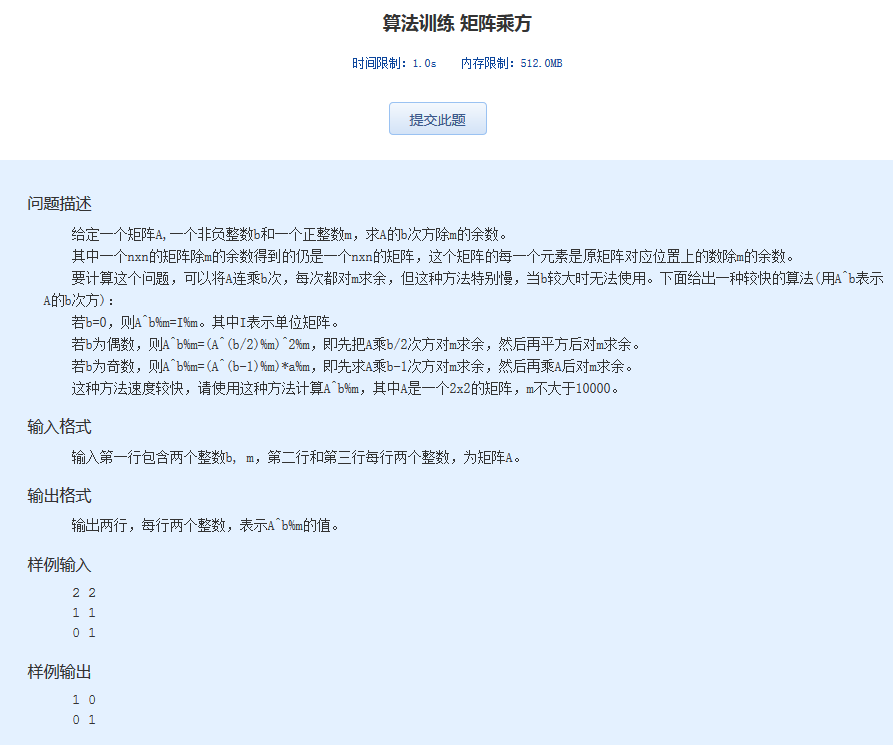 算法训练 矩阵乘方
时间限制：1.0s 内存限制：512.0MB
提交此题
问题描述
给定一个矩阵A,一个非负整数b和一个正整数m，求A的b次方除m的余数。
其中一个nxn的矩阵除m的余数得到的仍是一个nxn的矩阵，这个矩阵的每一个元素是原矩阵对应位置上的数除m的余数。
要计算这个问题，可以将A连乘b次，每次都对m求余，但这种方法特别慢，当b较大时无法使用。下面给出一种较快的算法(用A^b表示
A的b次方)：
若b=0，则A^b%m=I%m。其中I表示单位矩阵。
若b为偶数，则A^b%m=(A^(b/2)%m)^2%m，即先把A乘b/2次方对m求余，然后再平方后对m求余。
若b为奇数，则A^b%m=(A^(b-1)%m)*a%m，即先求A乘b-1次方对m求余，然后再乘A后对m求余。
这种方法速度较快，请使用这种方法计算A^b%m，其中A是一个2x2的矩阵，m不大于10000。
输入格式
输入第一行包含两个整数b, m，第二行和第三行每行两个整数，为矩阵A。
输出格式
输出两行，每行两个整数，表示A^b%m的值。
样例输入
2 2
1 1
0 1
样例输出
1 0
0 1